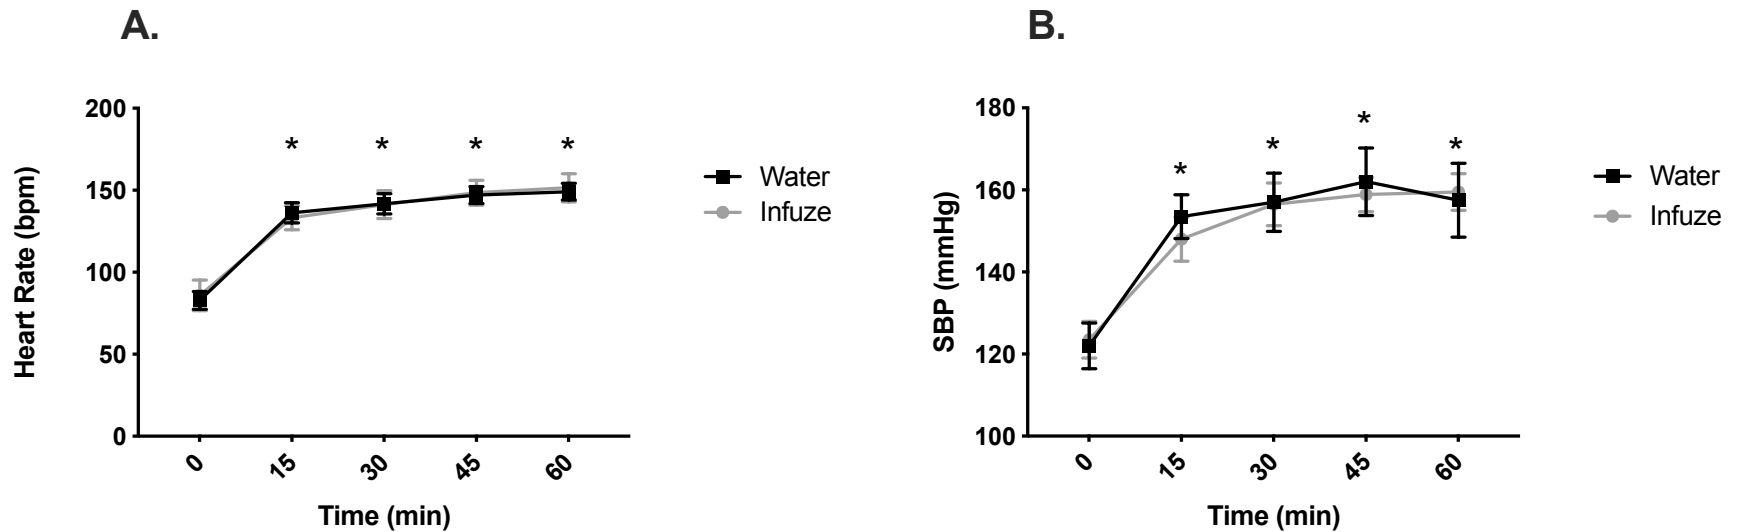 A.
Heart Rate (bpm)
200
150
100
50
0
* * * *
0 15 30 45 60
Time (min)
Water
Infuze
B.
SBP (mmHg)
180
160
140
120
100
* * * *
0 15 30 45 60
Time (min)
Water
Infuze